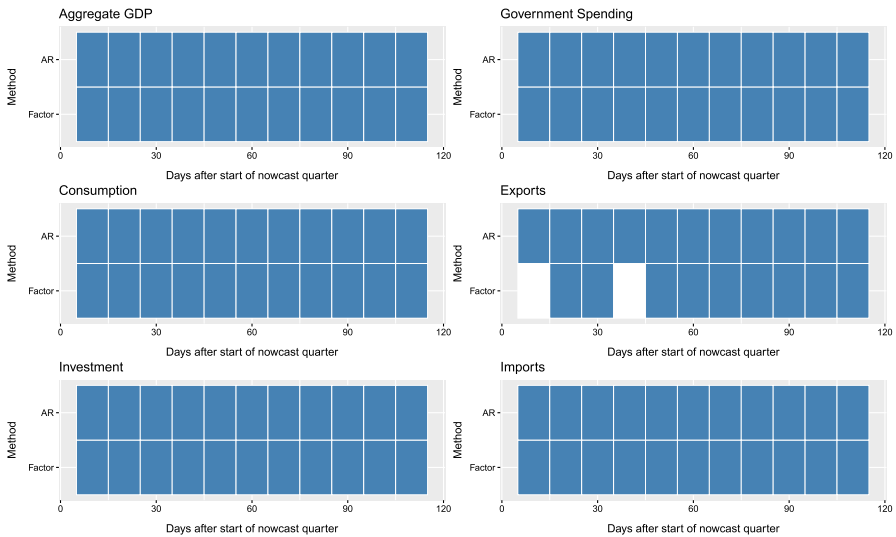 Aggregate GDP
Method
AR
Factor
0 30 60 90 120
Days after start of nowcast quarter
Government Spending
Method
AR
Factor
0 30 60 90 120
Days after start of nowcast quarter
Consumption
Method
AR
Factor
0 30 60 90 120
Days after start of nowcast quarter
Exports
Method
AR
Factor
0 30 60 90 120
Days after start of nowcast quarter
Investment
Method
AR
Factor
0 30 60 90 120
Days after start of nowcast quarter
Imports
Method
AR
Factor
0 30 60 90 120
Days after start of nowcast quarter